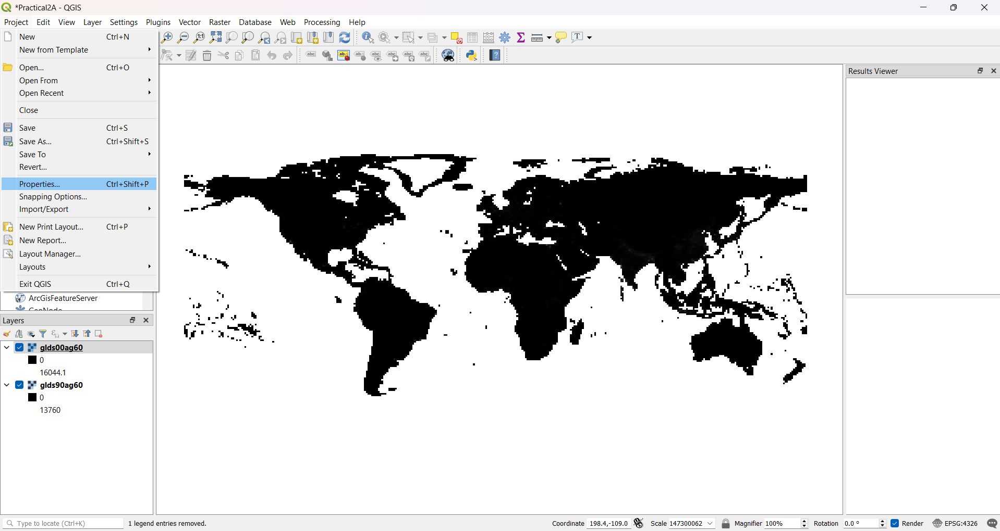 *Practical2A - QGIS
Project Edit View Layer Settings Plugins Vector Raster Database Web Processing Help
New Ctrl+N
New from Template
Open... Ctrl+O
Open From
Open Recent
Close
Save Ctrl+S
Save As... Ctrl+Shift+S
Save To
Revert...
Properties... Ctrl+Shift+P
Snapping Options...
Import/Export
New Print Layout... Ctrl+P
New Report...
Layout Manager...
Layouts
Exit QGIS Ctrl+Q
ArcGisFeatureServer
GeoNode
Layers
glds00ag60
0
16044.1
glds90ag60
0
13760
Results Viewer
Type to locate (Ctrl+K) 1 legend entries removed. Coordinate 198.4,-109.0 Scale 147300062 Magnifier 100% Rotation 0.0 ° Render EPSG:4326